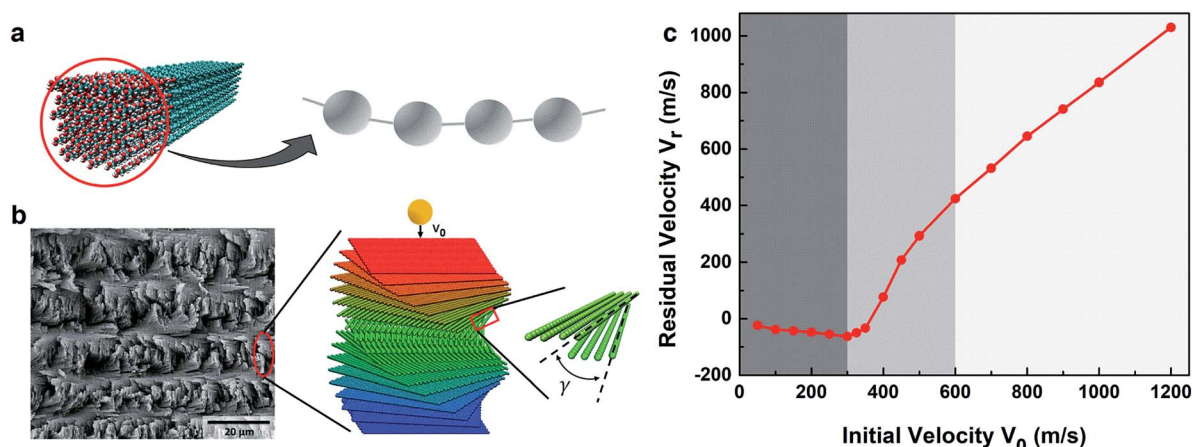 a
b
V0
20 μm
γ
c
Residual Velocity Vr (m/s)
1000
800
600
400
200
0
-200
0 200 400 600 800 1000 1200
Initial Velocity V0 (m/s)